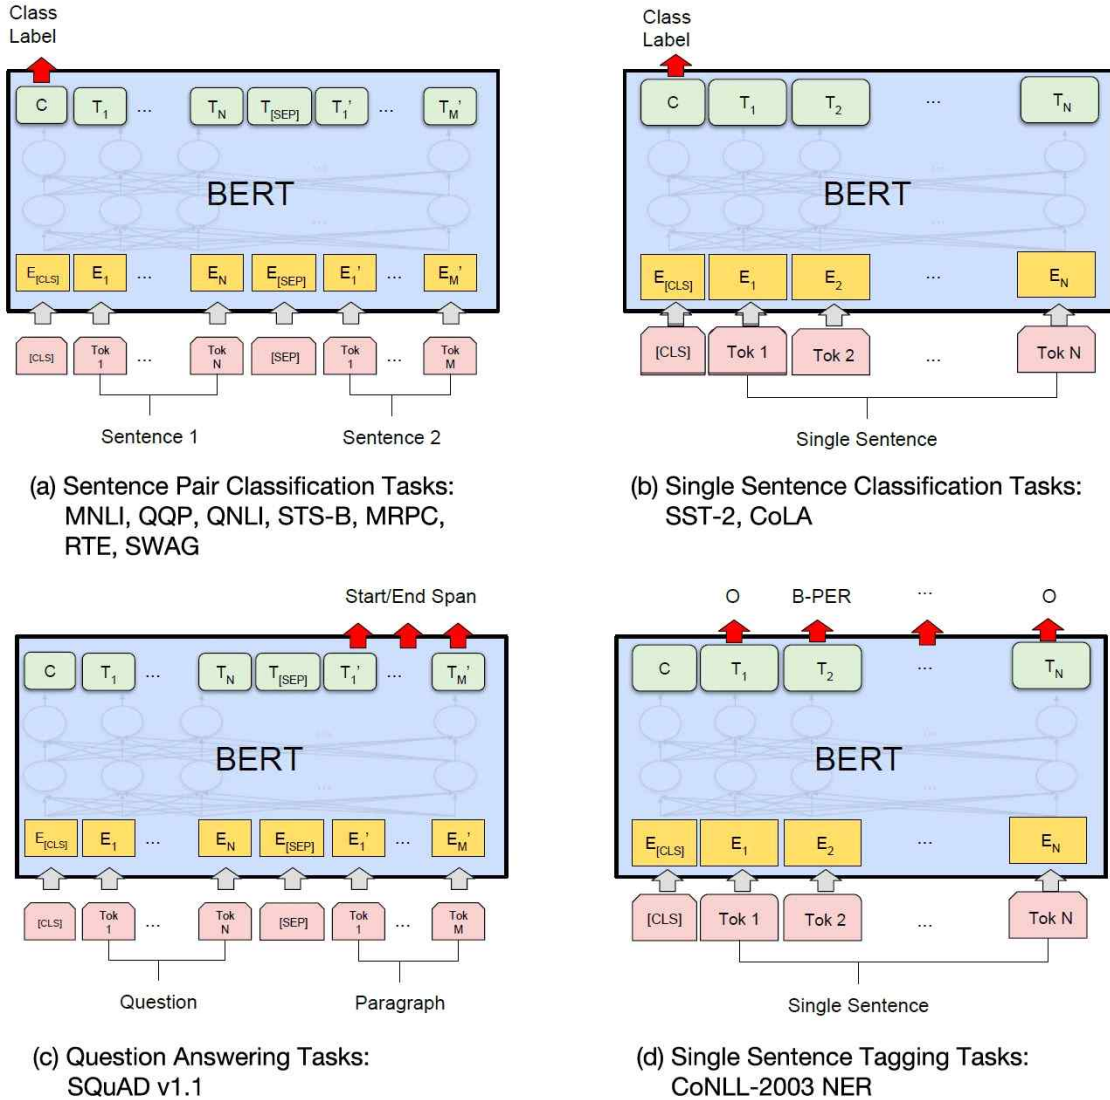 Class
Label
C T1 ... TN T[SEP] T1' ... TM'
...
BERT
...
E[CLS] E1 ... EN E[SEP] E1' ... EM'
[CLS] Tok 1 ... Tok N [SEP] Tok 1 ... Tok M
Sentence 1 Sentence 2
(a) Sentence Pair Classification Tasks:
MNLI, QQP, QNLI, STS-B, MRPC,
RTE, SWAG
Class
Label
C T1 T2 ... TN
...
BERT
...
E[CLS] E1 E2 ... EN
[CLS] Tok 1 Tok 2 ... Tok N
Single Sentence
(b) Single Sentence Classification Tasks:
SST-2, CoLA
Start/End Span
C T1 ... TN T[SEP] T1' ... TM'
...
BERT
...
E[CLS] E1 ... EN E[SEP] E1' ... EM'
[CLS] Tok 1 ... Tok N [SEP] Tok 1 ... Tok M
Question Paragraph
(c) Question Answering Tasks:
SQuAD v1.1
O B-PER ... O
C T1 T2 ... TN
...
BERT
...
E[CLS] E1 E2 ... EN
[CLS] Tok 1 Tok 2 ... Tok N
Single Sentence
(d) Single Sentence Tagging Tasks:
CoNLL-2003 NER